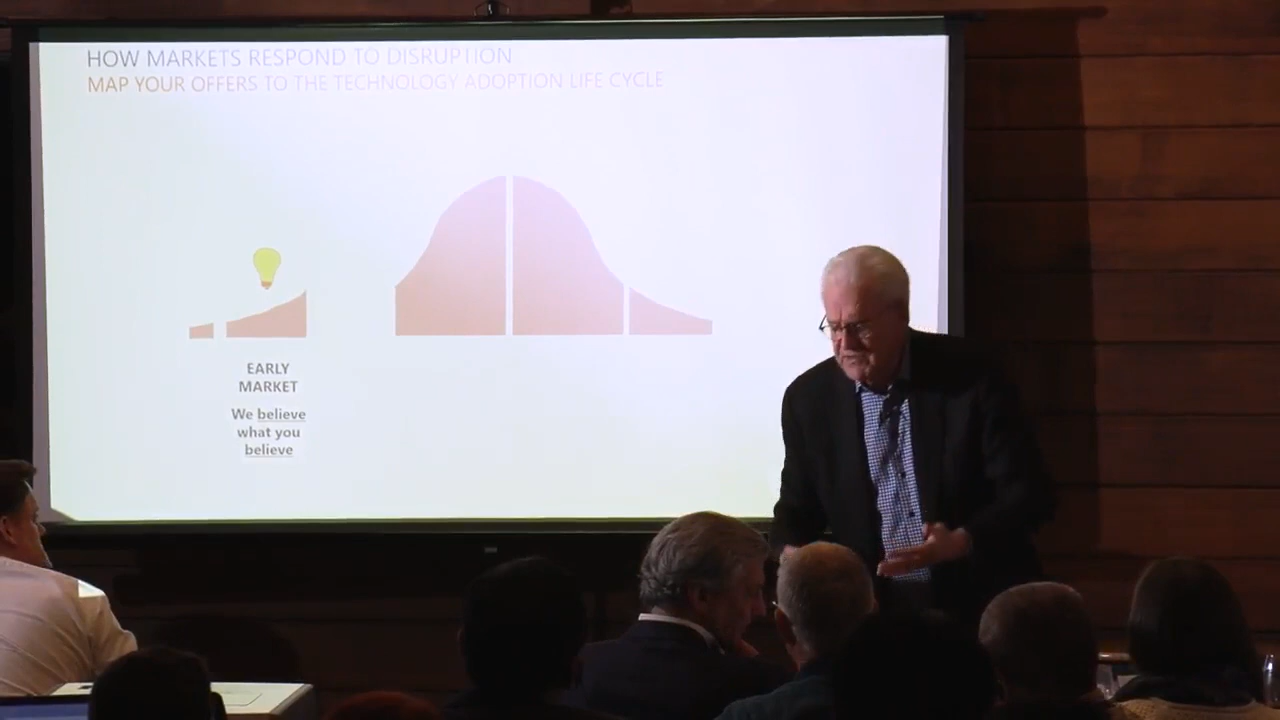 HOW MARKETS RESPOND TO DISRUPTION
MAP YOUR OFFERS TO THE TECHNOLOGY ADOPTION LIFE CYCLE
EARLY
MARKET
We believe
what you
believe